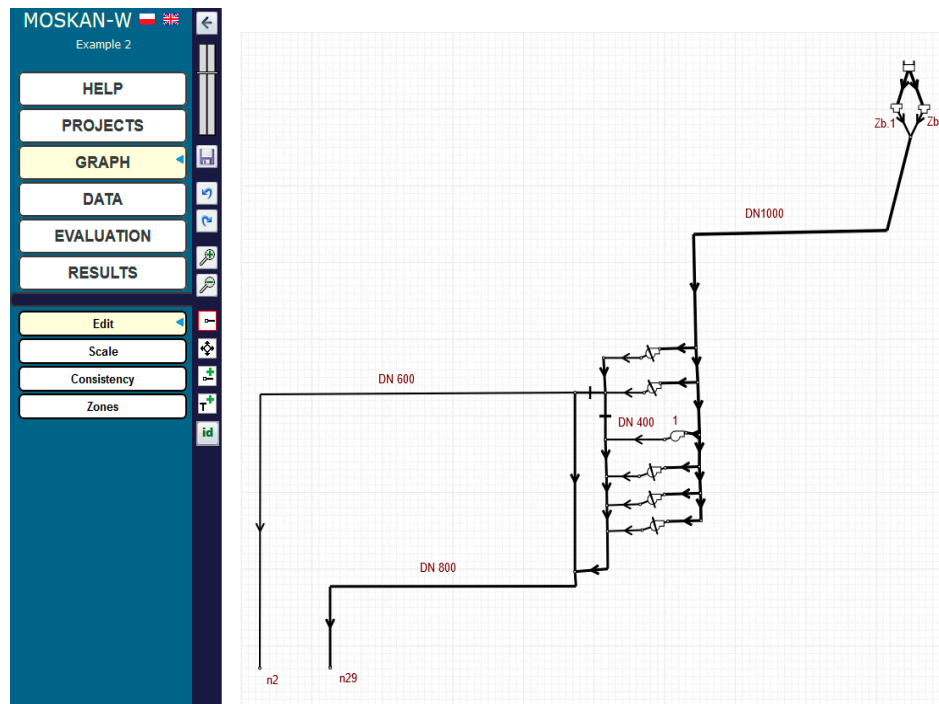 MOSKAN-W
Example 2
HELP
PROJECTS
GRAPH
DATA
EVALUATION
RESULTS
Edit
Scale
Consistency
Zones
T
id
Zb.1
Zb
DN1000
DN 600
DN 400
1
DN 800
n2
n29